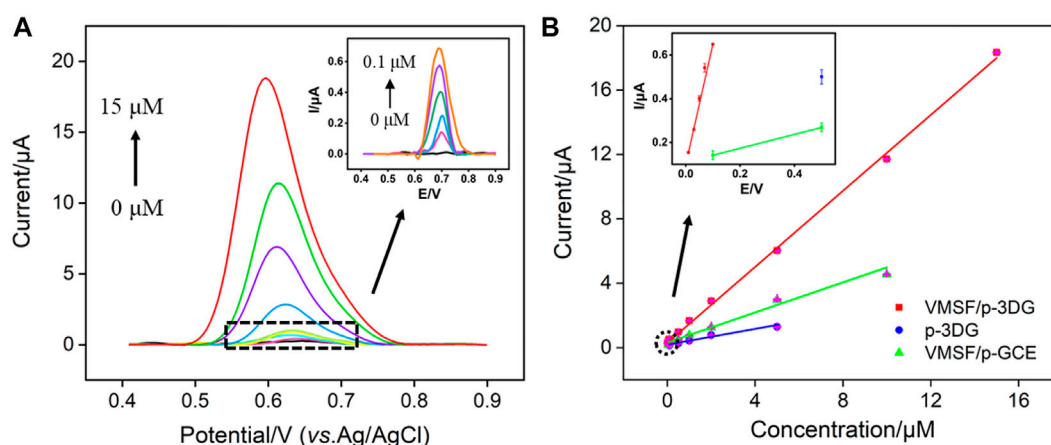 A
20
15
10
5
0
Current/μA
0.4 0.5 0.6 0.7 0.8 0.9
Potential/V (vs.Ag/AgCl)
15 μM
0 μM
0.6
0.4
0.2
0.0
I/μA
0.4 0.5 0.6 0.7 0.8 0.9
E/V
0.1 μM
0 μM
B
20
16
12
8
4
0
Current/μA
0 4 8 12 16
Concentration/μM
0.6
0.4
0.2
I/μA
0.0 0.2 0.4
E/V
VMSF/p-3DG
p-3DG
VMSF/p-GCE